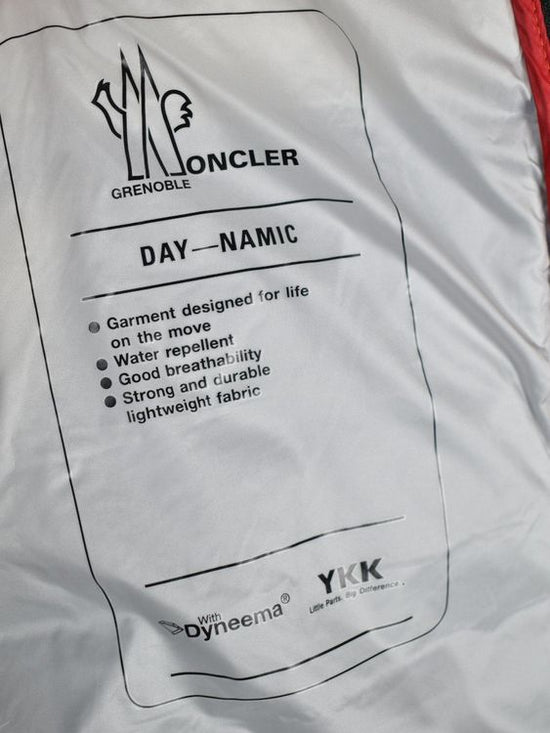 MONCLER
GRENOBLE
DAY—NAMIC
● Garment designed for life
on the move
● Water repellent
● Good breathability
● Strong and durable
lightweight fabric
With
Dyneema®
YKK
Little Parts. Big Difference.